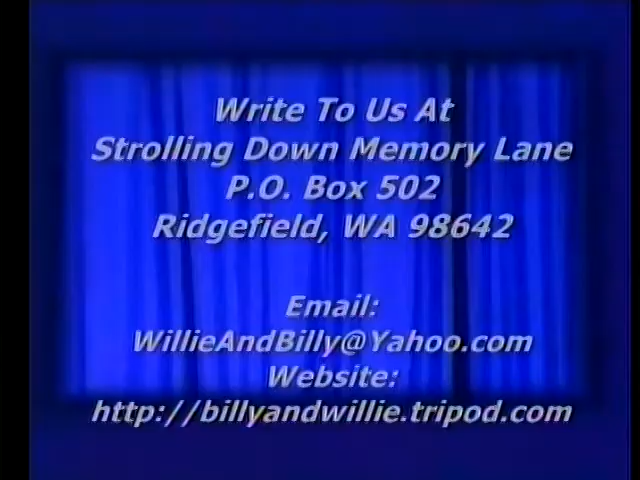 Write To Us At
Strolling Down Memory Lane
P.O. Box 502
Ridgefield, WA 98642
Email:
WillieAndBilly@Yahoo.com
Website:
http://billyandwillie.tripod.com